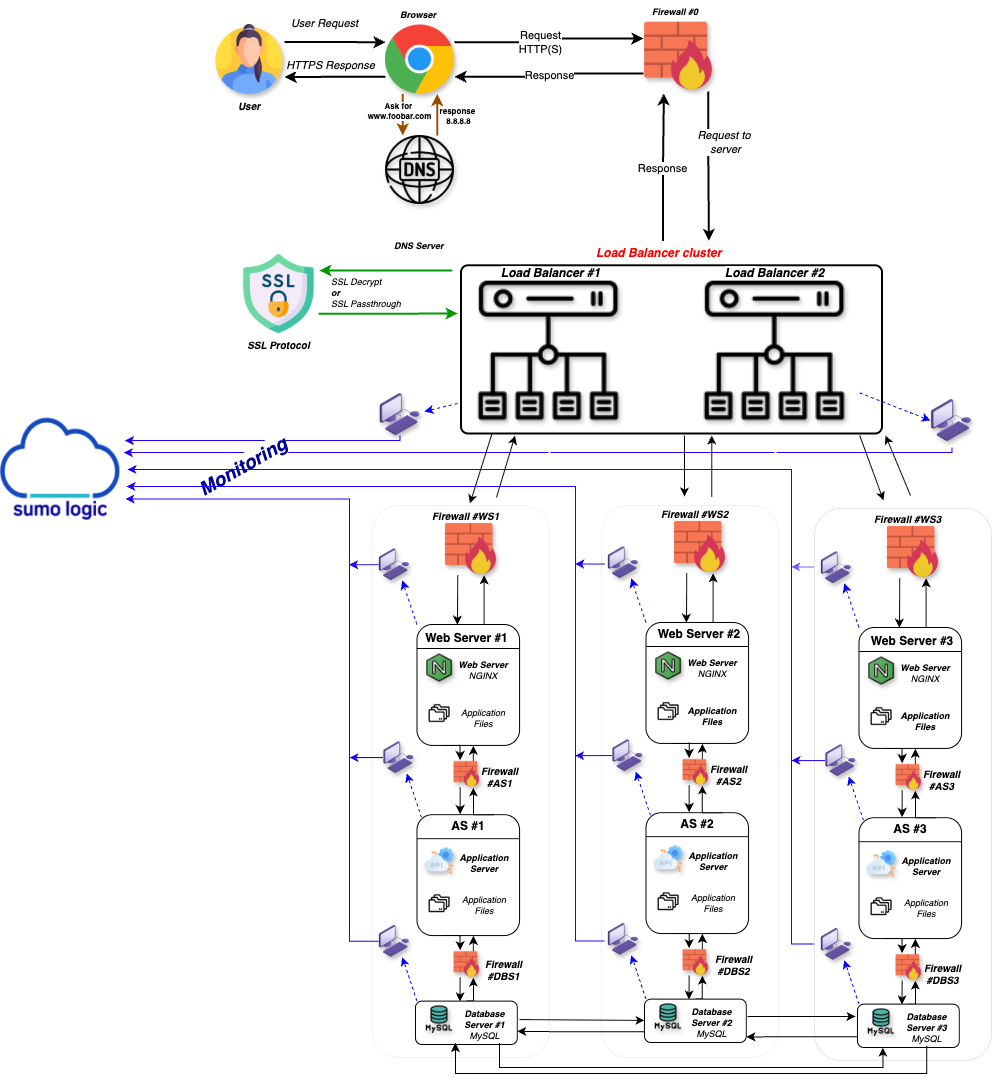 Browser
Firewall #0
User Request
Request
HTTP(S)
HTTPS Response
Response
User
Ask for
www.foobar.com
response
8.8.8.8
DNS
Request to
server
Response
DNS Server
Load Balancer cluster
Load Balancer #1
Load Balancer #2
SSL
SSL Decrypt
or
SSL Passthrough
SSL Protocol
Monitoring
sumo logic
Firewall #WS1
Firewall #WS2
Firewall #WS3
Web Server #1
Web Server
NGINX
Application
Files
Web Server #2
Web Server
NGINX
Application
Files
Web Server #3
Web Server
NGINX
Application
Files
Firewall
#AS1
Firewall
#AS2
Firewall
#AS3
AS #1
API
Application
Server
Application
Files
AS #2
API
Application
Server
Application
Files
AS #3
API
Application
Server
Application
Files
Firewall
#DBS1
Firewall
#DBS2
Firewall
#DBS3
MySQL
Database
Server #1
MySQL
MySQL
Database
Server #2
MySQL
MySQL
Database
Server #3
MySQL